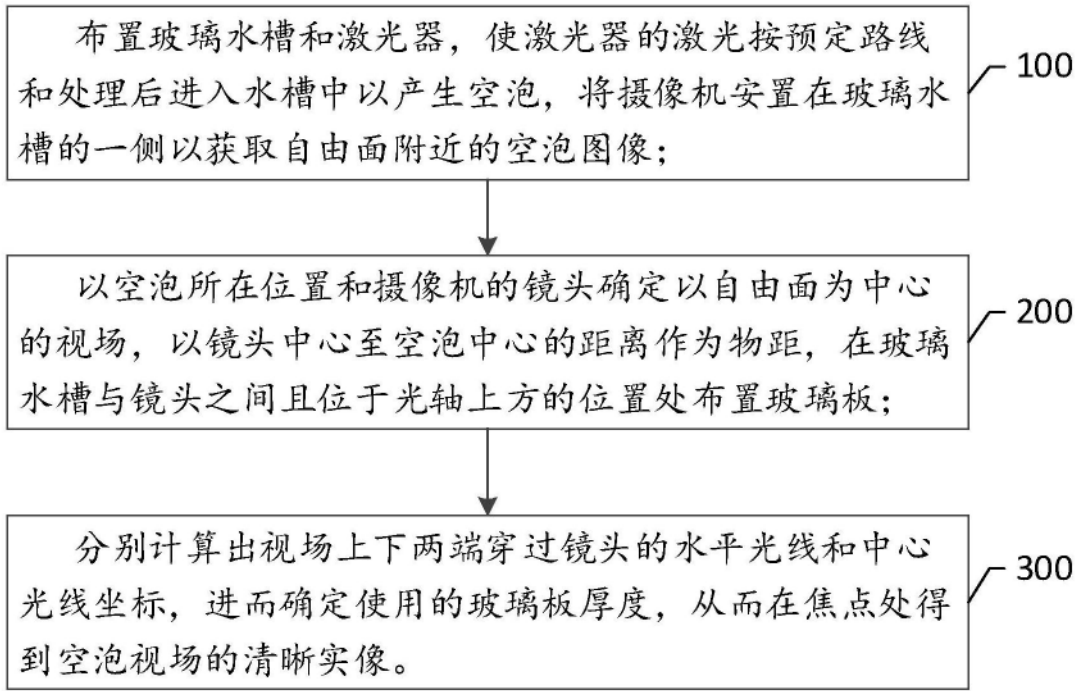 布置玻璃水槽和激光器，使激光器的激光按预定路线
和处理后进入水槽中以产生空泡，将摄像机安置在玻璃水
槽的一侧以获取自由面附近的空泡图像；
100
以空泡所在位置和摄像机的镜头确定以自由面为中心
的视场，以镜头中心至空泡中心的距离作为物距，在玻璃
水槽与镜头之间且位于光轴上方的位置处布置玻璃板；
200
分别计算出视场上下两端穿过镜头的水平光线和中心
光线坐标，进而确定使用的玻璃板厚度，从而在焦点处得
到空泡视场的清晰实像。
300